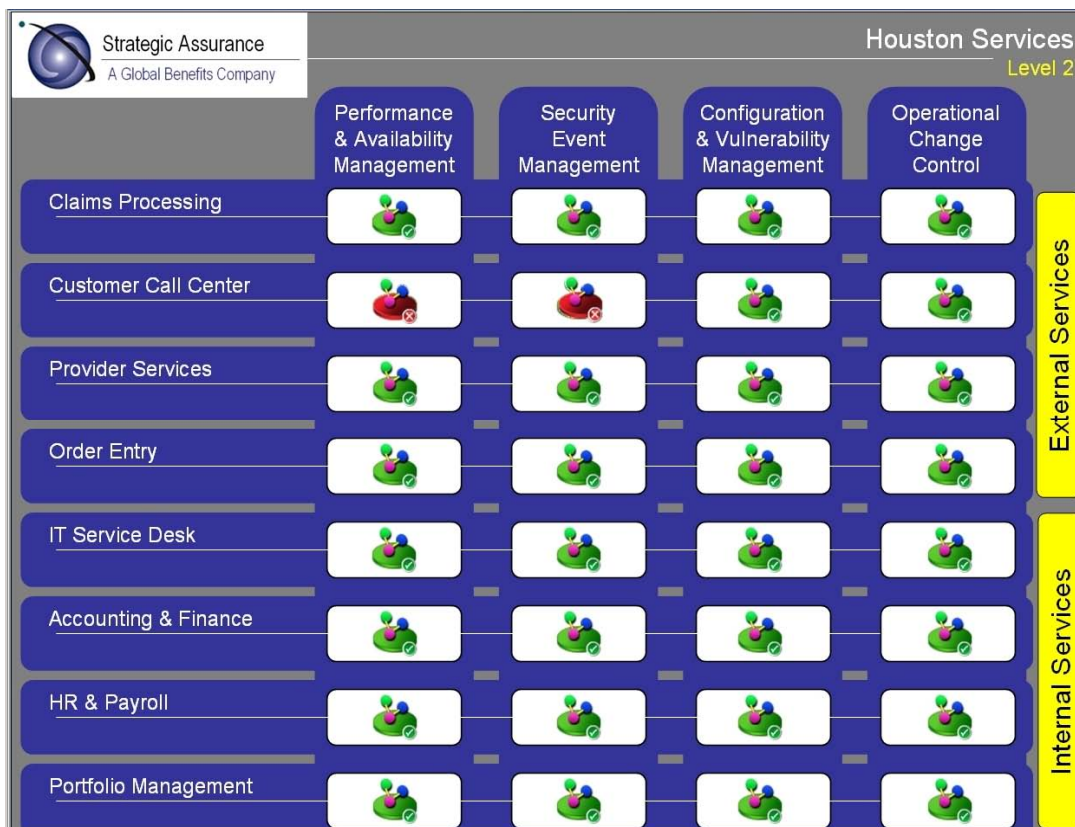 Strategic Assurance
A Global Benefits Company
Houston Services
Level 2
Performance
& Availability
Management
Security
Event
Management
Configuration
& Vulnerability
Management
Operational
Change
Control
Claims Processing
Customer Call Center
Provider Services
Order Entry
External Services
IT Service Desk
Accounting & Finance
HR & Payroll
Portfolio Management
Internal Services